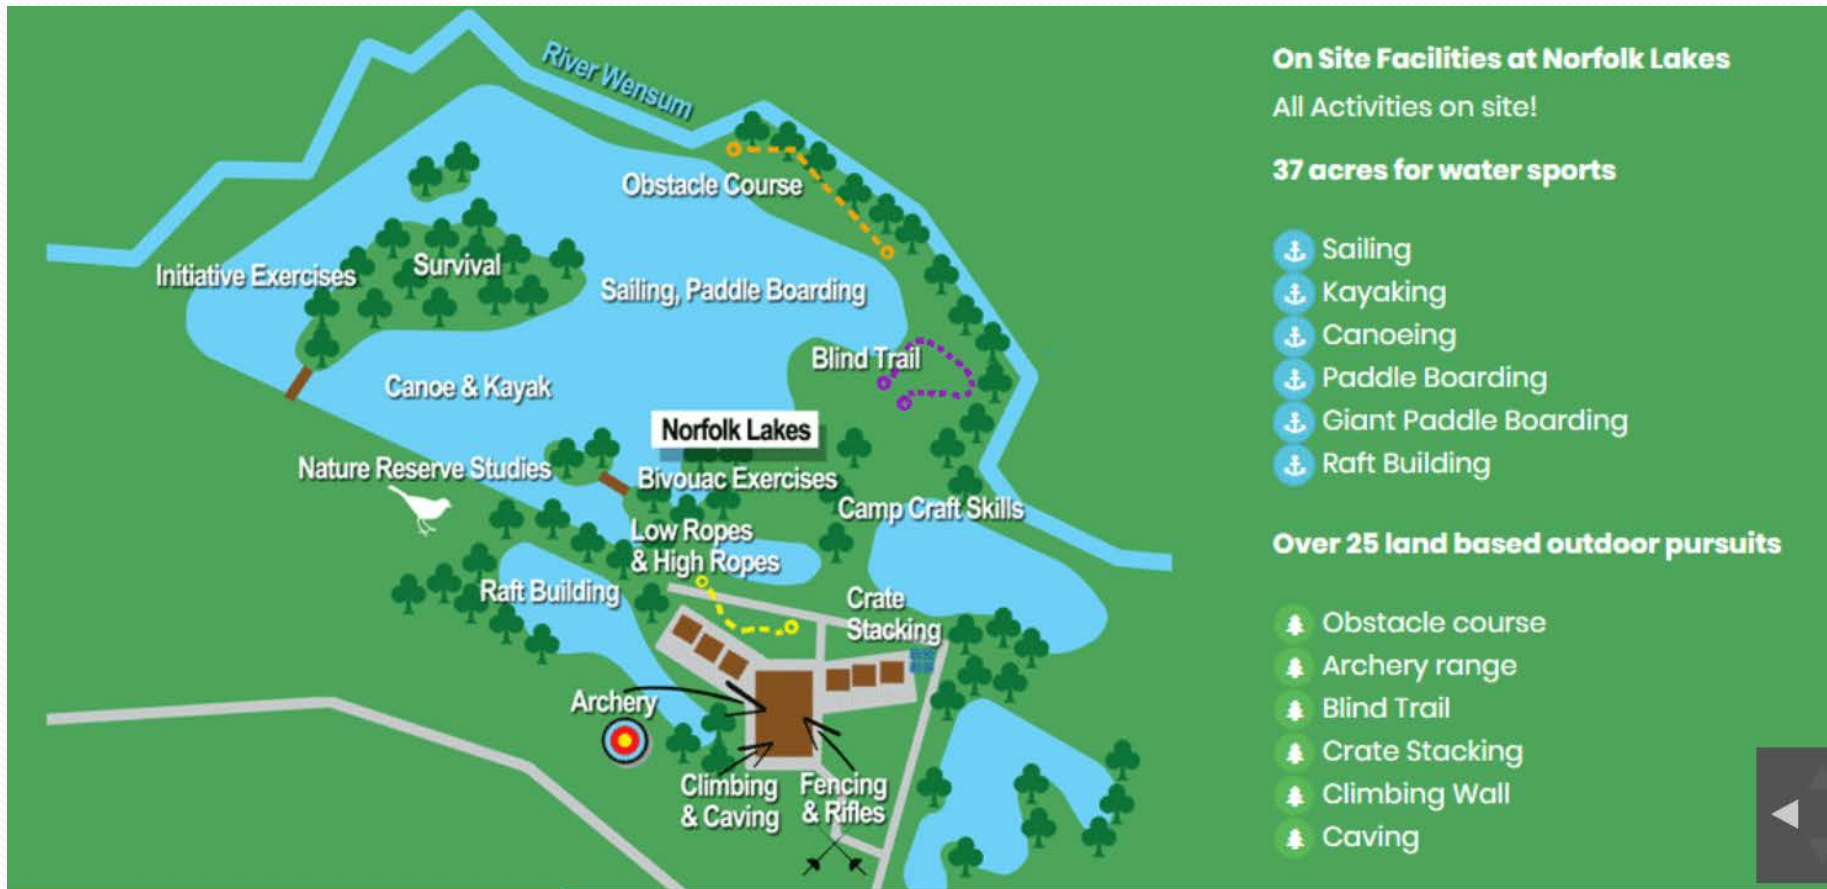 River Wensum
Obstacle Course
Initiative Exercises
Survival
Sailing, Paddle Boarding
Blind Trail
Canoe & Kayak
Norfolk Lakes
Nature Reserve Studies
Bivouac Exercises
Camp Craft Skills
Low Ropes
& High Ropes
Raft Building
Crate
Stacking
Archery
Climbing
& Caving
Fencing
& Rifles
On Site Facilities at Norfolk Lakes
All Activities on site!
37 acres for water sports
Sailing
Kayaking
Canoeing
Paddle Boarding
Giant Paddle Boarding
Raft Building
Over 25 land based outdoor pursuits
Obstacle course
Archery range
Blind Trail
Crate Stacking
Climbing Wall
Caving